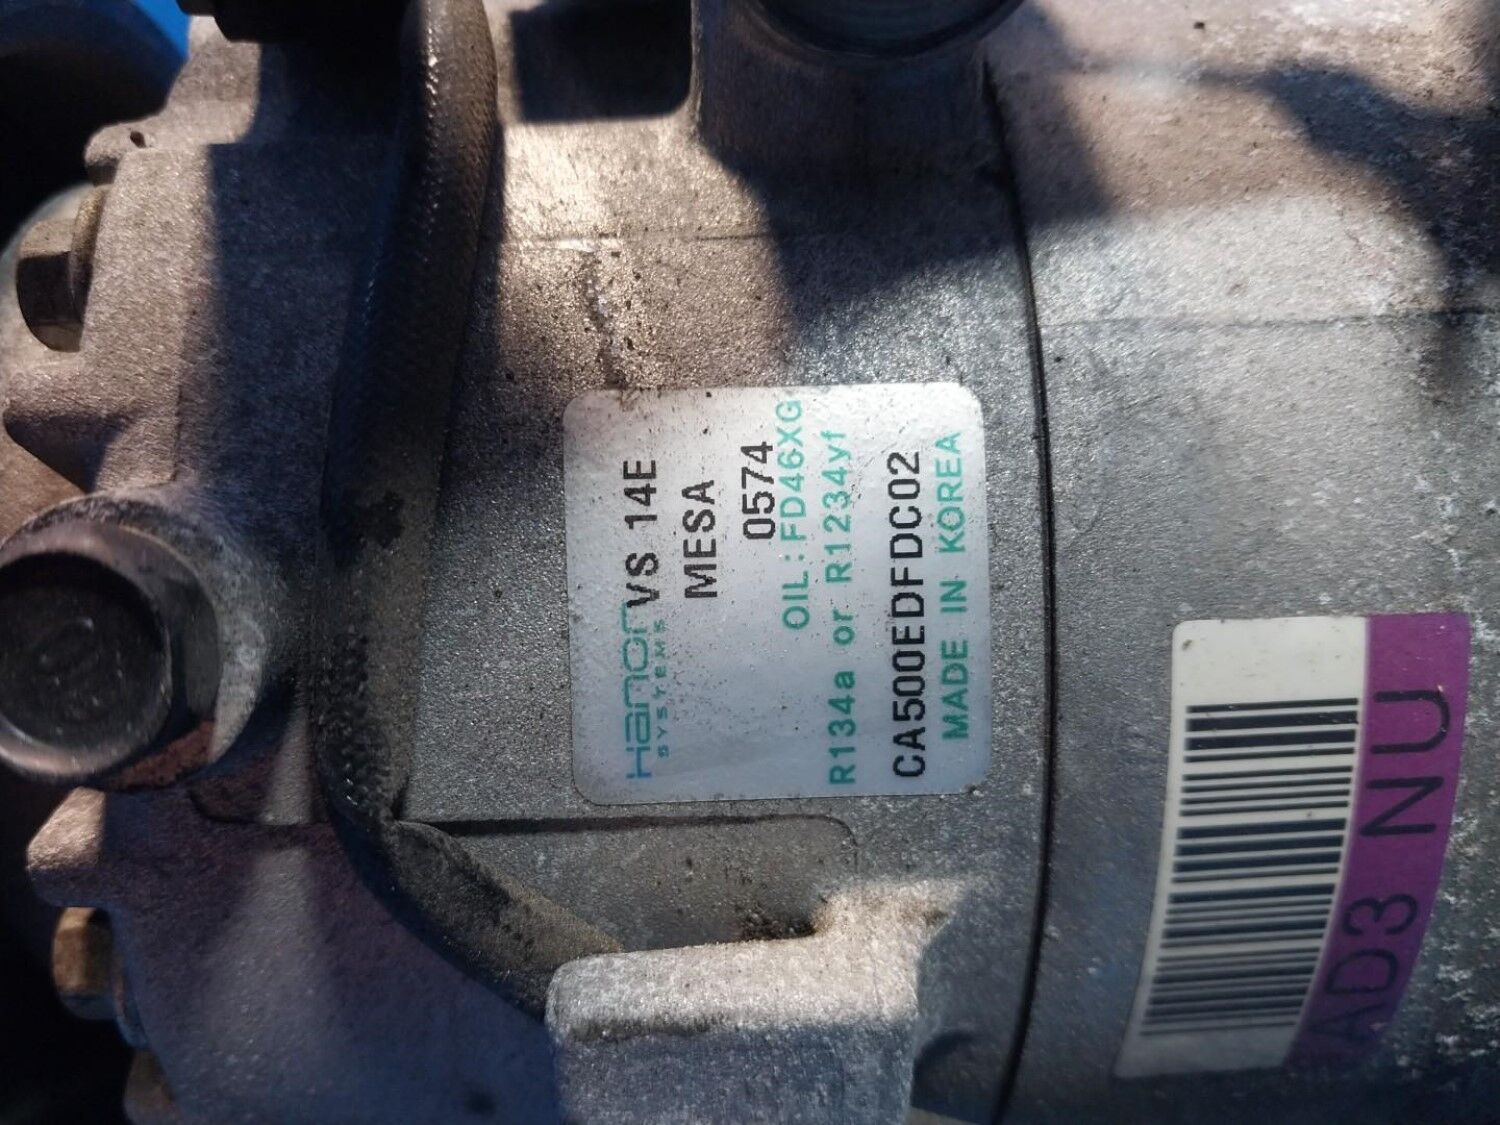 Hanon VS 14E
SYSTEMS
MESA
0574
OIL:FD46XG
R134a or R1234yf
CA500EDFDC02
MADE IN KOREA
AD3 NU